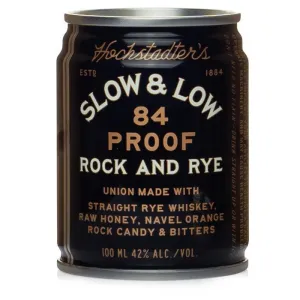 Hochstadter's
ESTD 1884
SLOW & LOW
84
PROOF
ROCK AND RYE
UNION MADE WITH
STRAIGHT RYE WHISKEY,
RAW HONEY, NAVEL ORANGE
ROCK CANDY & BITTERS
100 ML 42% ALC./VOL.